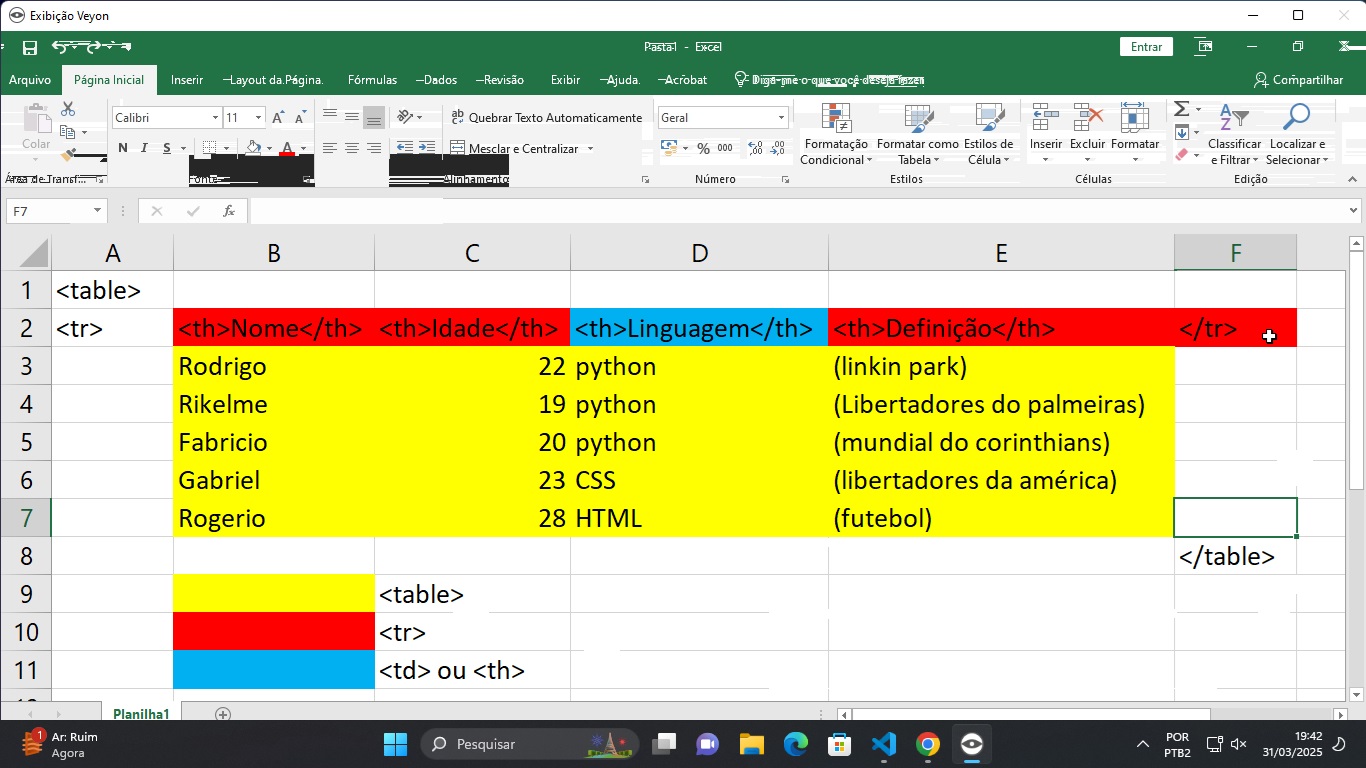 Exibição Veyon
Pasta1 - Excel
Entrar
Arquivo Página Inicial Inserir Layout da Página. Fórmulas Dados Revisão Exibir Ajuda. Acrobat Diga-me o que você deseja fazer Compartilhar
Colar
Calibri 11
N I S
Quebrar Texto Automaticamente
Mesclar e Centralizar
Geral
% 000
Formatação Condicional
Formatar como Tabela
Estilos de Célula
Inserir Excluir Formatar
Classificar e Filtrar
Localizar e Selecionar
Área de Transf... Fonte Alinhamento Número Estilos Células Edição
F7 fx
A B C D E F
1 <table>
2 <tr> <th>Nome</th> <th>Idade</th> <th>Linguagem</th> <th>Definição</th> </tr>
3 Rodrigo 22 python (linkin park)
4 Rikelme 19 python (Libertadores do palmeiras)
5 Fabricio 20 python (mundial do corinthians)
6 Gabriel 23 CSS (libertadores da américa)
7 Rogerio 28 HTML (futebol)
8 </table>
9 <table>
10 <tr>
11 <td> ou <th>
Planilha1
1 Ar: Ruim
Agora
Pesquisar
POR
PTB2
19:42
31/03/2025